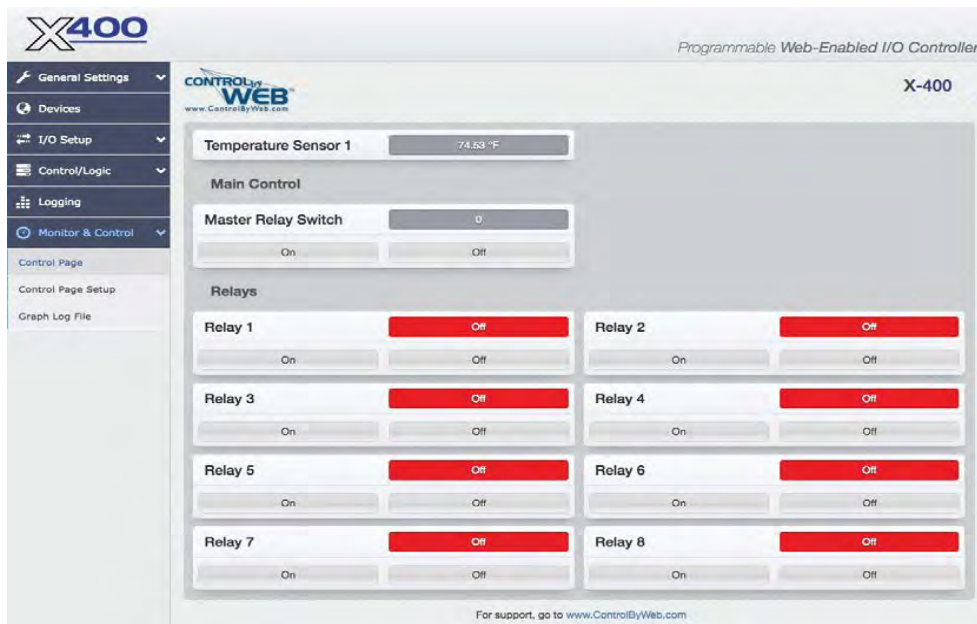 X400
Programmable Web-Enabled I/O Controller
General Settings
Devices
I/O Setup
Control/Logic
Logging
Monitor & Control
Control Page
Control Page Setup
Graph Log File
CONTROL By
WEB
www.ControlByWeb.com
X-400
Temperature Sensor 1 74.53 °F
Main Control
Master Relay Switch 0
On Off
Relays
Relay 1 Off Relay 2 Off
On Off On Off
Relay 3 Off Relay 4 Off
On Off On Off
Relay 5 Off Relay 6 Off
On Off On Off
Relay 7 Off Relay 8 Off
On Off On Off
For support, go to www.ControlByWeb.com